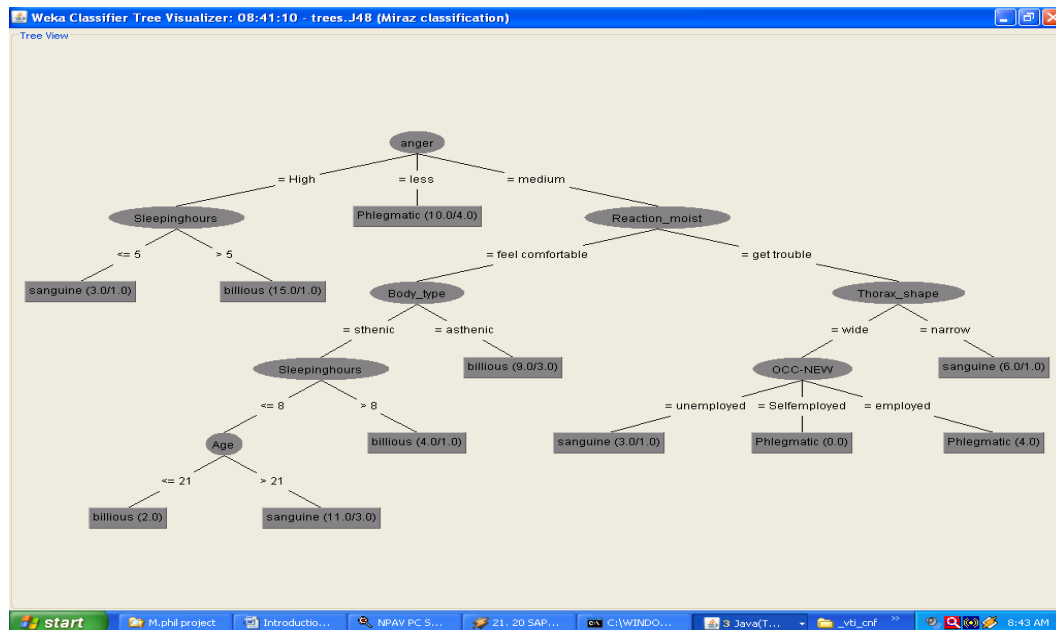 Weka Classifier Tree Visualizer: 08:41:10 - trees.J48 (Miraz classification)
Tree View
anger
= High
= less
= medium
Sleepinghours
Phlegmatic (10.0/4.0)
Reaction_moist
<= 5
> 5
= feel comfortable
= get trouble
sanguine (3.0/1.0)
billious (15.0/1.0)
Body_type
Thorax_shape
= sthenic
= asthenic
= wide
= narrow
Sleepinghours
billious (9.0/3.0)
OCC-NEW
sanguine (6.0/1.0)
<= 8
> 8
= unemployed
= Selfemployed
= employed
Age
billious (4.0/1.0)
sanguine (3.0/1.0)
Phlegmatic (0.0)
Phlegmatic (4.0)
<= 21
> 21
billious (2.0)
sanguine (11.0/3.0)
start
M.phil project
Introductio...
NPAV PC S...
21. 20 SAP...
C:\WINDO...
3 Java(T...
_vti_cnf
8:43 AM